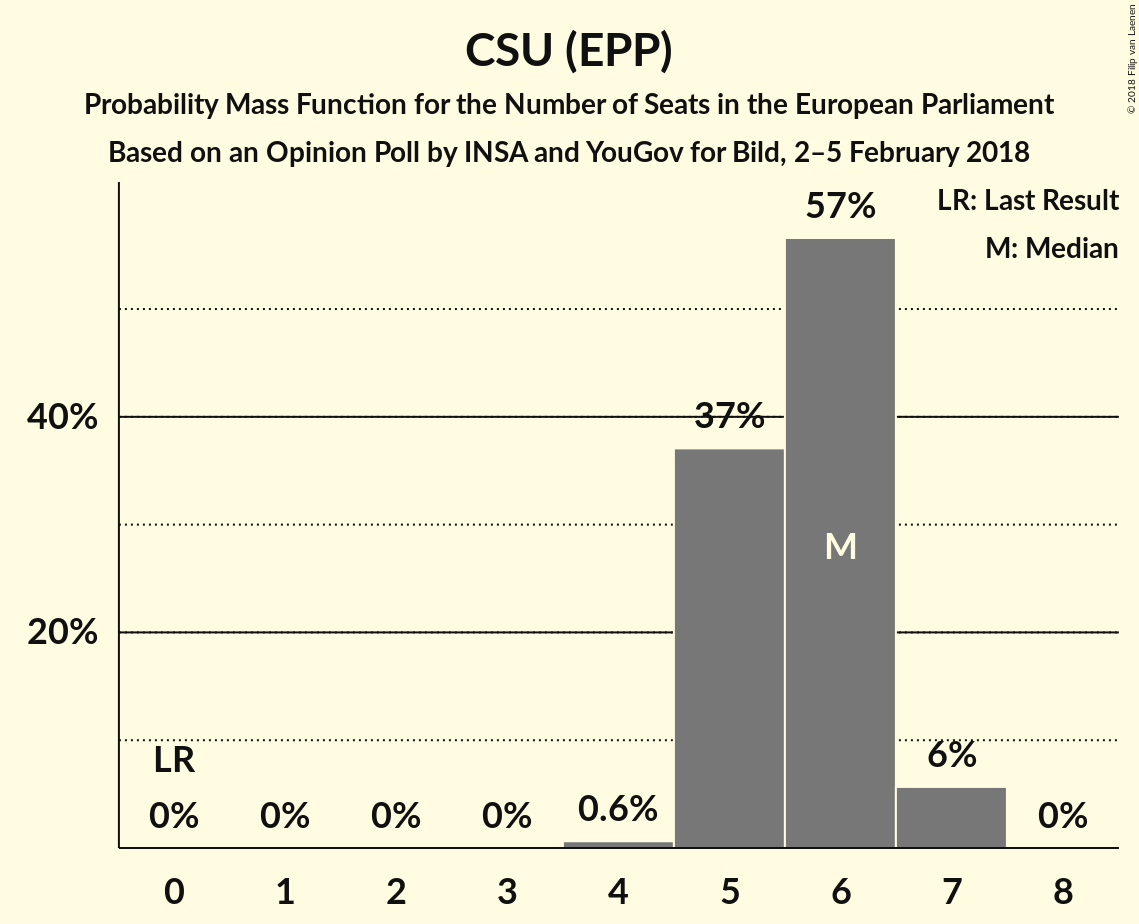 CSU (EPP)
Probability Mass Function for the Number of Seats in the European Parliament
Based on an Opinion Poll by INSA and YouGov for Bild, 2–5 February 2018
© 2018 Filip van Laenen
LR: Last Result
M: Median
57%
40%
37%
M
20%
LR
6%
0% 0% 0% 0% 0.6% 0%
0 1 2 3 4 5 6 7 8